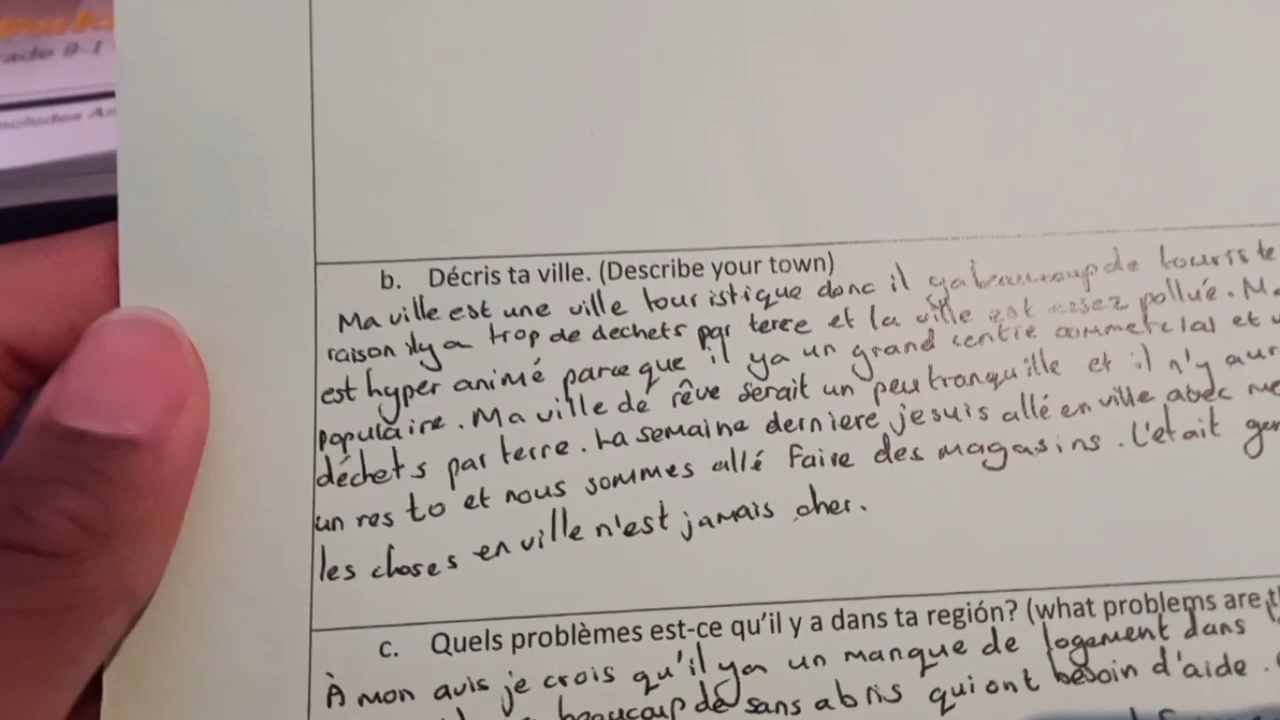 ncludes An
b. Décris ta ville. (Describe your town)
Ma ville est une ville touristique donc il ya beaucoup de touriste
raison ily a trop de dechets par terre et la ville est assez pollué.
est hyper animé parce que il ya un grand centre commercial et
populaire. Ma ville de rêve serait un peu tranquille et il n'y aur
déchets par terre. La semaine derniere je suis allé en ville avec
un resto et nous sommes allé faire des magasins. L'etait
les choses en ville n'est jamais cher.
c. Quels problèmes est-ce qu'il y a dans ta región? (what problems are
À mon avis je crois qu'il ya un manque de logement dans
beaucoup de sans abris qui ont besoin d'aide.